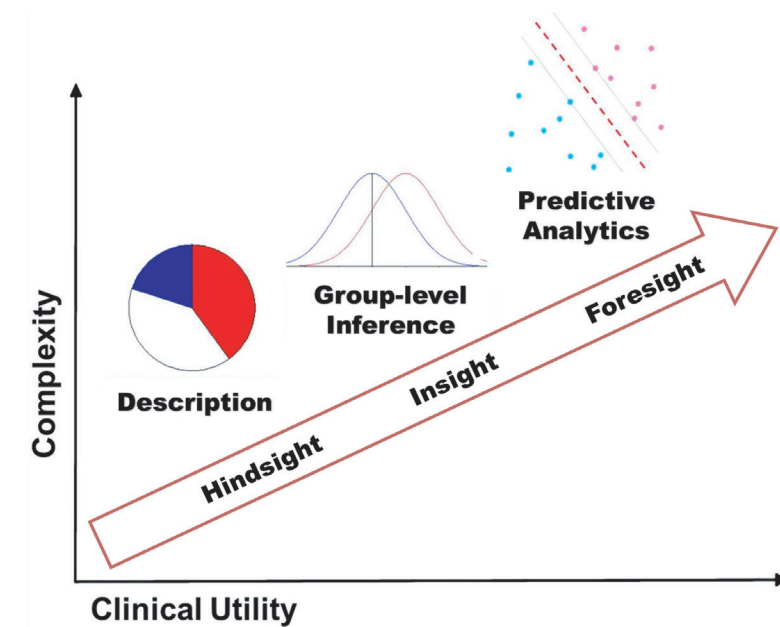 Predictive
Analytics
Group-level
Inference
Description
Complexity
Hindsight
Insight
Foresight
Clinical Utility